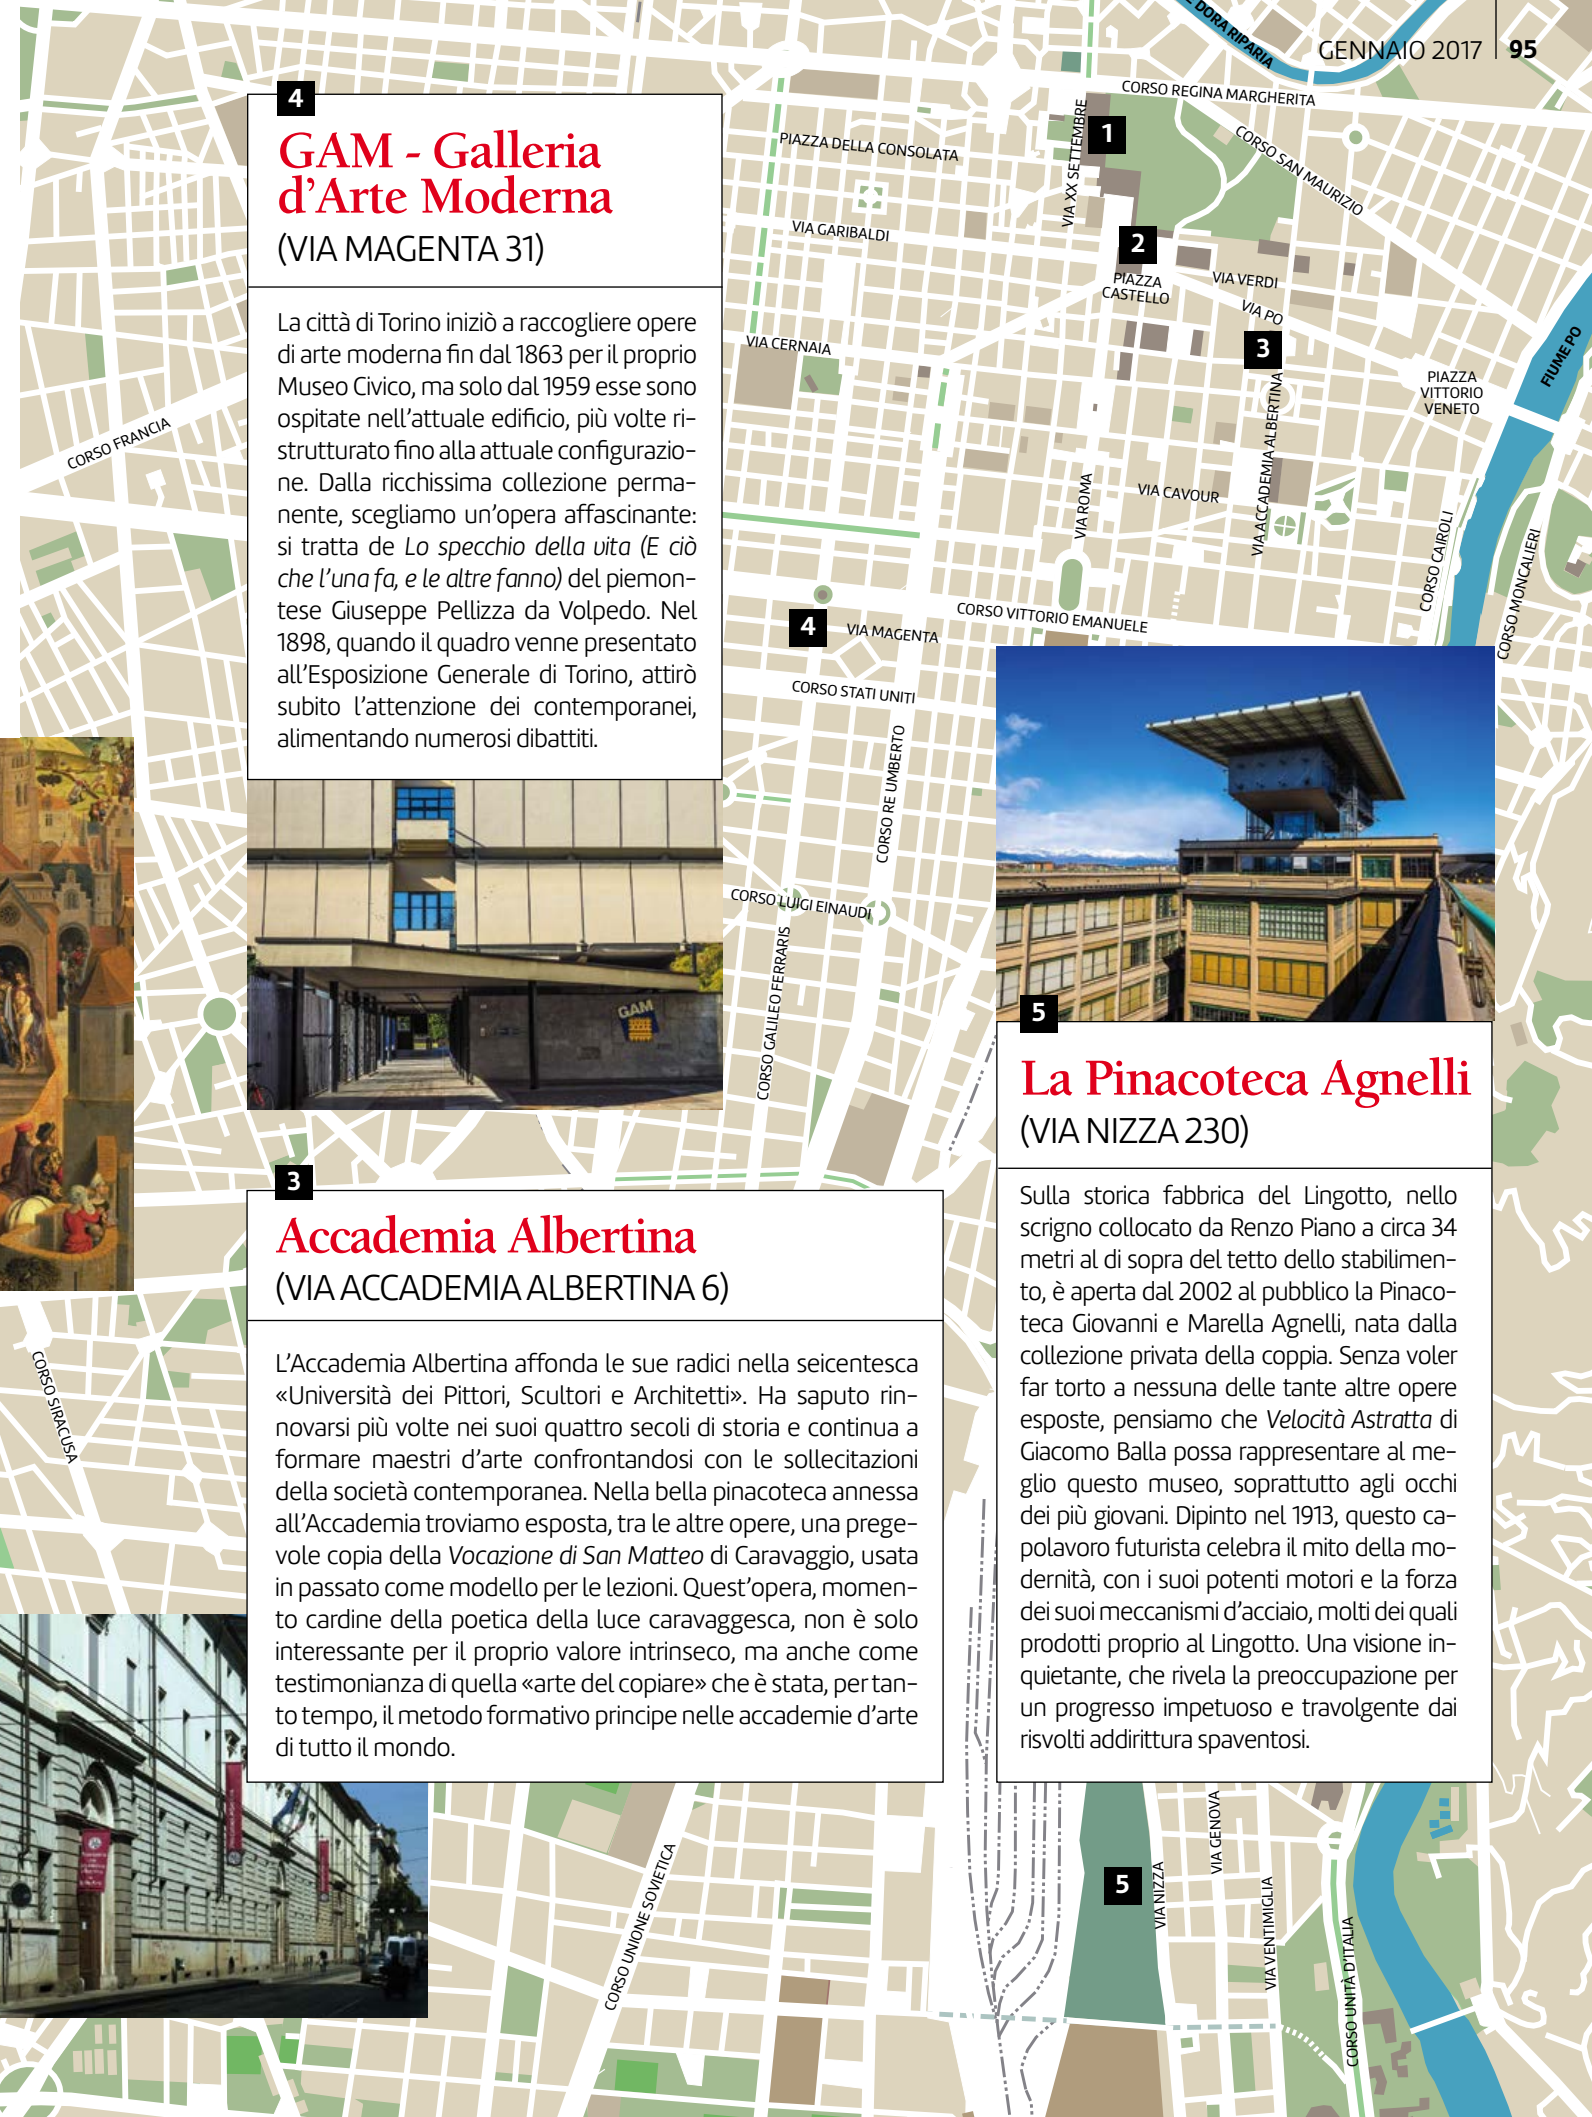 GENNAIO 2017 95
4
GAM - Galleria
d'Arte Moderna
(VIA MAGENTA 31)
La città di Torino iniziò a raccogliere opere
di arte moderna fin dal 1863 per il proprio
Museo Civico, ma solo dal 1959 esse sono
ospitate nell'attuale edificio, più volte ri-
strutturato fino alla attuale configurazio-
ne. Dalla ricchissima collezione perma-
nente, scegliamo un'opera affascinante:
si tratta de Lo specchio della vita (E ciò
che l'una fa, e le altre fanno) del piemon-
tese Giuseppe Pellizza da Volpedo. Nel
1898, quando il quadro venne presentato
all'Esposizione Generale di Torino, attirò
subito l'attenzione dei contemporanei,
alimentando numerosi dibattiti.
GAM
3
Accademia Albertina
(VIA ACCADEMIA ALBERTINA 6)
L'Accademia Albertina affonda le sue radici nella seicentesca
«Università dei Pittori, Scultori e Architetti». Ha saputo rin-
novarsi più volte nei suoi quattro secoli di storia e continua a
formare maestri d'arte confrontandosi con le sollecitazioni
della società contemporanea. Nella bella pinacoteca annessa
all'Accademia troviamo esposta, tra le altre opere, una prege-
vole copia della Vocazione di San Matteo di Caravaggio, usata
in passato come modello per le lezioni. Quest'opera, momen-
to cardine della poetica della luce caravaggesca, non è solo
interessante per il proprio valore intrinseco, ma anche come
testimonianza di quella «arte del copiare» che è stata, per tan-
to tempo, il metodo formativo principe nelle accademie d'arte
di tutto il mondo.
5
La Pinacoteca Agnelli
(VIA NIZZA 230)
Sulla storica fabbrica del Lingotto, nello
scrigno collocato da Renzo Piano a circa 34
metri al di sopra del tetto dello stabilimen-
to, è aperta dal 2002 al pubblico la Pinaco-
teca Giovanni e Marella Agnelli, nata dalla
collezione privata della coppia. Senza voler
far torto a nessuna delle tante altre opere
esposte, pensiamo che Velocità Astratta di
Giacomo Balla possa rappresentare al me-
glio questo museo, soprattutto agli occhi
dei più giovani. Dipinto nel 1913, questo ca-
polavoro futurista celebra il mito della mo-
dernità, con i suoi potenti motori e la forza
dei suoi meccanismi d'acciaio, molti dei quali
prodotti proprio al Lingotto. Una visione in-
quietante, che rivela la preoccupazione per
un progresso impetuoso e travolgente dai
risvolti addirittura spaventosi.
DORA RIPARIA
CORSO REGINA MARGHERITA
1
PIAZZA DELLA CONSOLATA
VIA XX SETTEMBRE
CORSO SAN MAURIZIO
VIA GARIBALDI
2
PIAZZA
CASTELLO
VIA VERDI
VIA PO
VIA CERNAIA
3
FIUME PO
PIAZZA
VITTORIO
VENETO
CORSO FRANCIA
VIA ACCADEMIA ALBERTINA
VIA ROMA
VIA CAVOUR
CORSO CAIROLI
CORSO MONCALIERI
4
VIA MAGENTA
CORSO VITTORIO EMANUELE
CORSO STATI UNITI
CORSO RE UMBERTO
CORSO LUIGI EINAUDI
CORSO GALILEO FERRARIS
CORSO SIRACUSA
CORSO UNIONE SOVIETICA
5
VIA NIZZA
VIA GENOVA
VIA VENTIMIGLIA
CORSO UNITÀ D'ITALIA